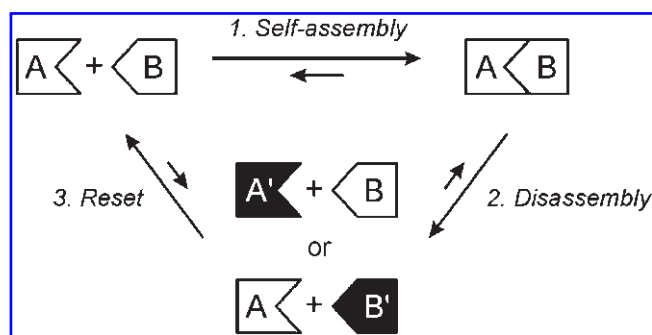 1. Self-assembly
A + B
A B
3. Reset
A' + B
2. Disassembly
or
A + B'